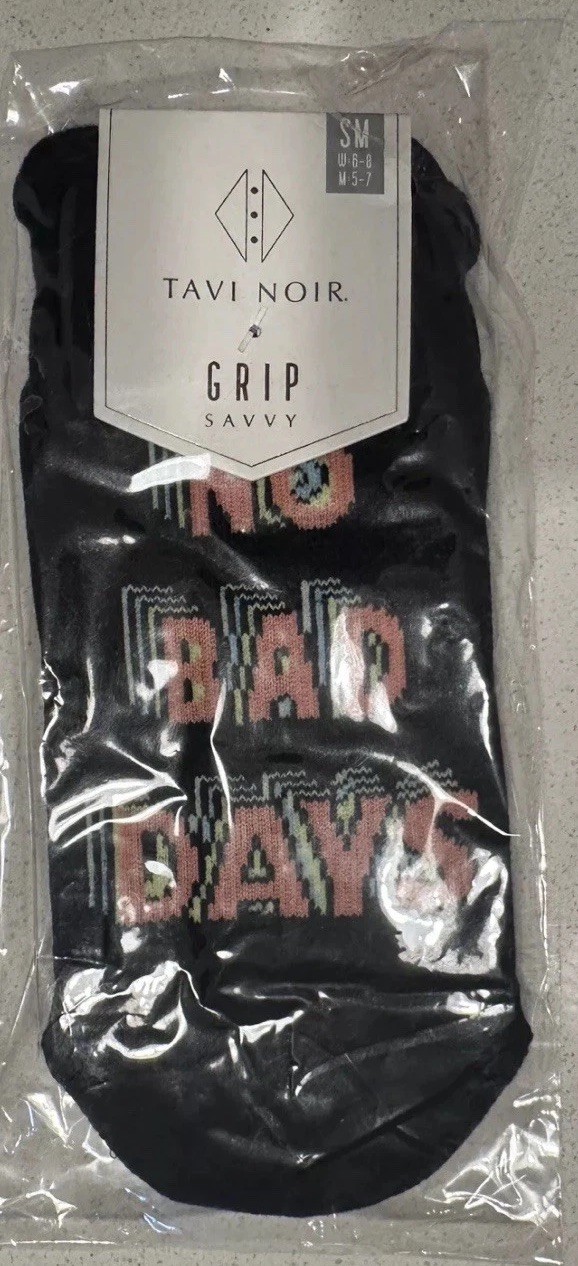 SM
W:6-8
M:5-7
TAVI NOIR.
GRIP
SAVVY
NO
BAD
DAYS